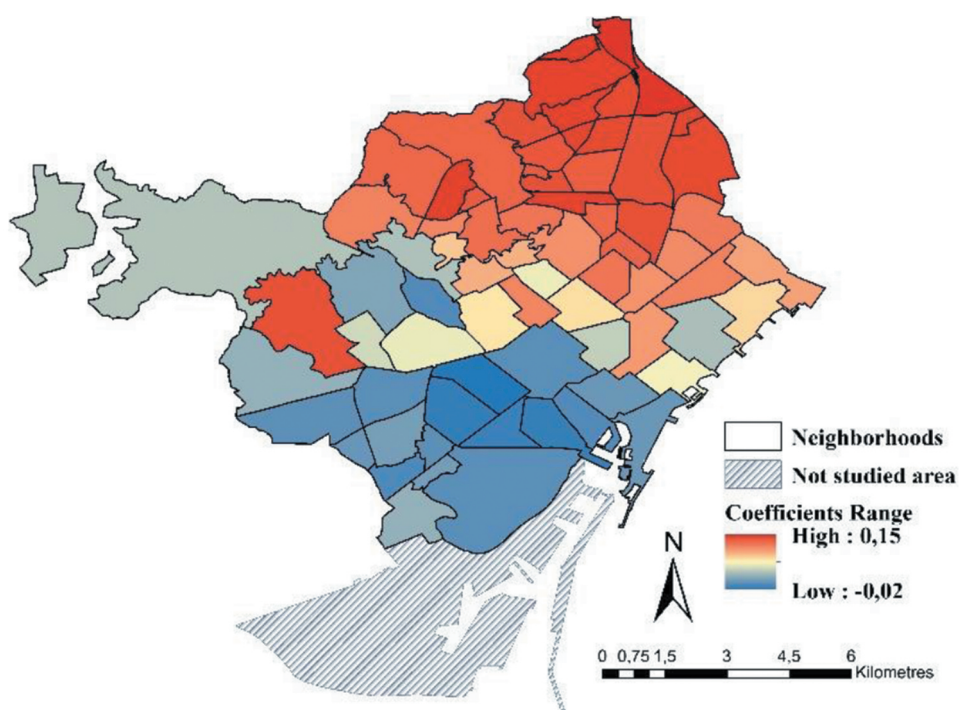 Neighborhoods
Not studied area
Coefficients Range
High : 0,15
Low : -0,02
N
0 0,75 1,5 3 4,5 6
Kilometres